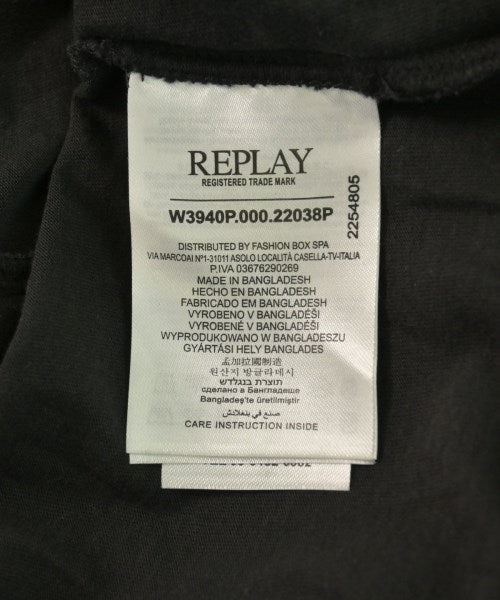 REPLAY
REGISTERED TRADE MARK
W3940P.000.22038P
2254805
DISTRIBUTED BY FASHION BOX SPA
VIA MARCOAI N°1-31011 ASOLO LOCALITÀ CASELLA-TV-ITALIA
P.IVA 03676290269
MADE IN BANGLADESH
HECHO EN BANGLADESH
FABRICADO EM BANGLADESH
VYROBENO V BANGLADÉŠI
VYROBENÉ V BANGLADÉŠI
WYPRODUKOWANO W BANGLADESZU
GYÁRTÁSI HELY BANGLADES
孟加拉國制造
원산지 방글라데시
תוצרת בנגלדש
сделано в Бангладеше
Bangladeş'te üretilmiştir
صنع في بنغلادش
CARE INSTRUCTION INSIDE